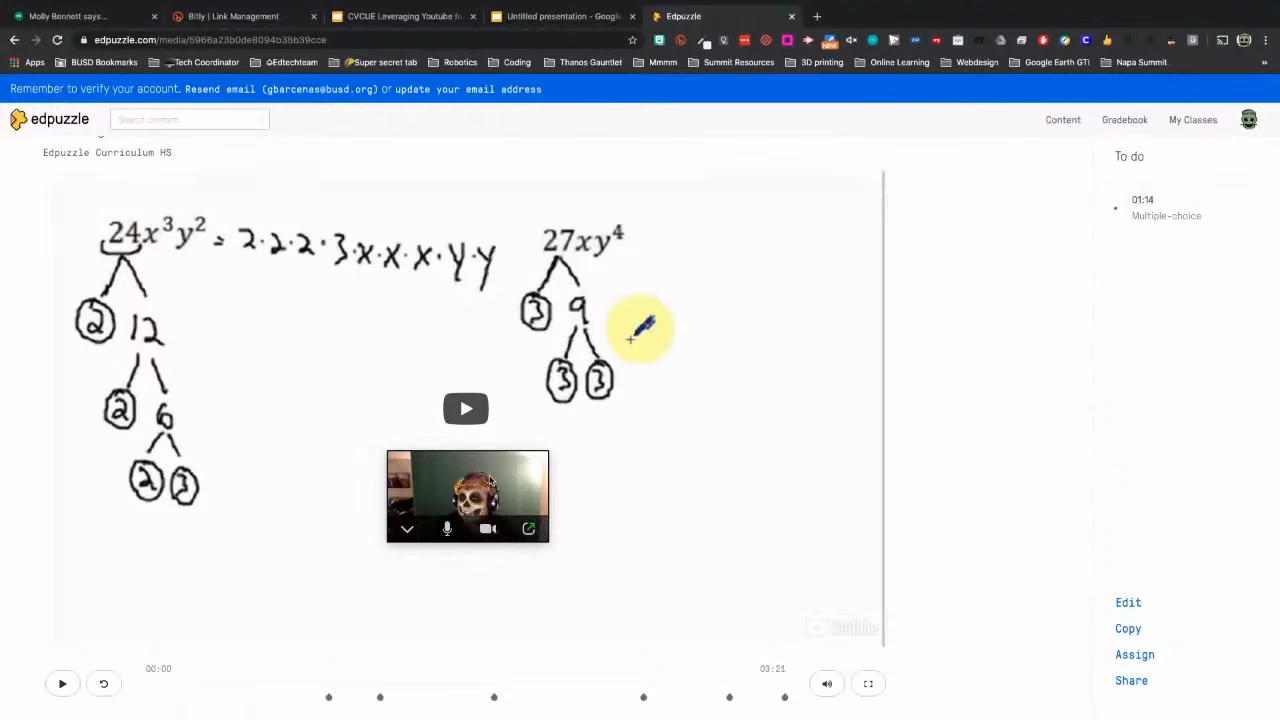 Molly Bennett says...
Bitly | Link Management
CVCUE Leveraging Youtube fo
Untitled presentation - Google
Edpuzzle
edpuzzle.com/media/5966a23b0de8094b35b39cce
NEW
Apps
BUSD Bookmarks
Tech Coordinator
Edtechteam
Super secret tab
Robotics
Coding
Thanos Gauntlet
Mmmm
Summit Resources
3D printing
Online Learning
Webdesign
Google Earth GTI
Napa Summit
Remember to verify your account. Resend email (gbarcenas@busd.org) or update your email address
edpuzzle
Search content
Content
Gradebook
My Classes
Edpuzzle Curriculum HS
To do
01:14
Multiple-choice
24x³y² = 2·2·2·3·x·x·x·y·y
27xy⁴
2 12
3 9
2 6
3 3
2 3
YouTube
Edit
Copy
Assign
Share
00:00
03:21